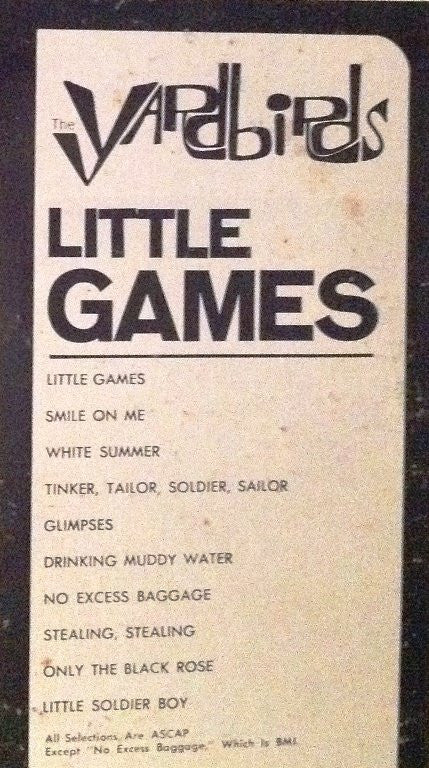 The Yardbirds
LITTLE
GAMES
LITTLE GAMES
SMILE ON ME
WHITE SUMMER
TINKER, TAILOR, SOLDIER, SAILOR
GLIMPSES
DRINKING MUDDY WATER
NO EXCESS BAGGAGE
STEALING, STEALING
ONLY THE BLACK ROSE
LITTLE SOLDIER BOY
All Selections Are ASCAP
Except "No Excess Baggage," Which Is BMI.